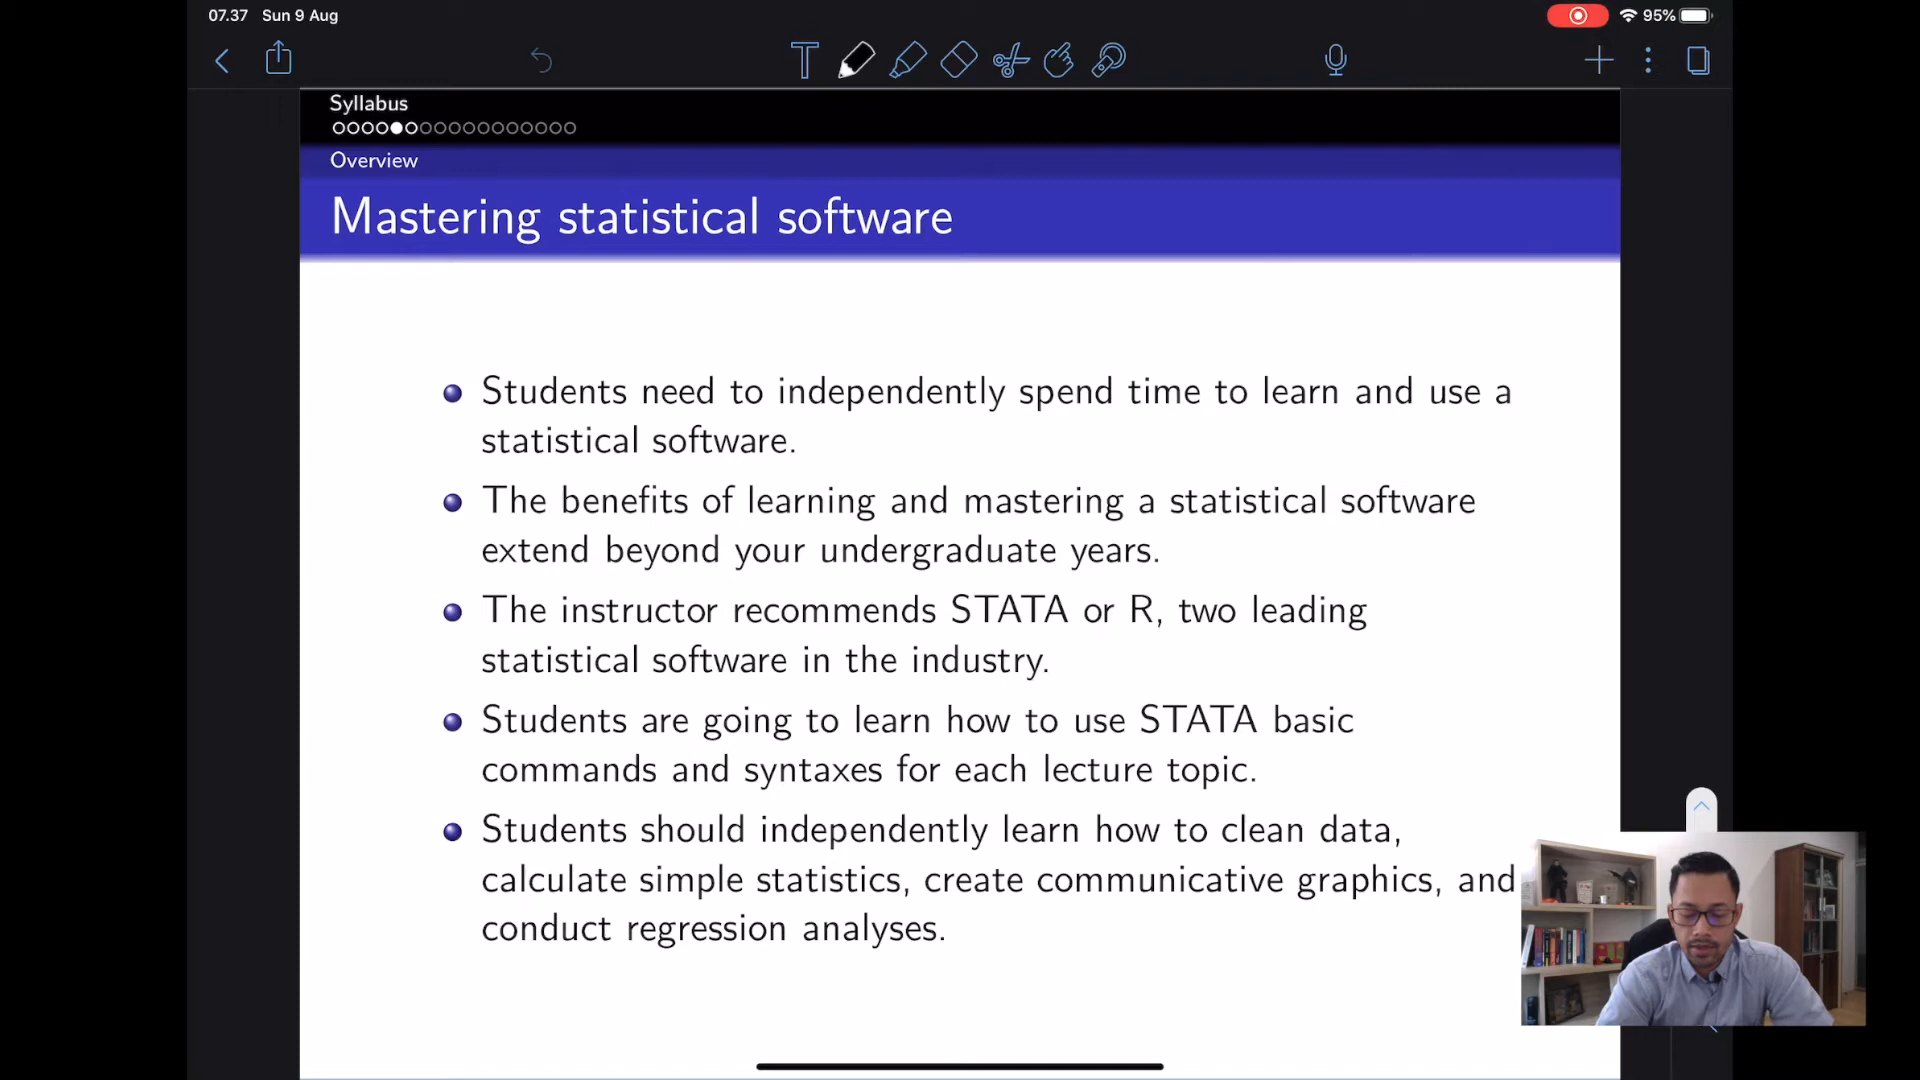 07.37 Sun 9 Aug
95%
Syllabus
Overview
Mastering statistical software
Students need to independently spend time to learn and use a
statistical software.
The benefits of learning and mastering a statistical software
extend beyond your undergraduate years.
The instructor recommends STATA or R, two leading
statistical software in the industry.
Students are going to learn how to use STATA basic
commands and syntaxes for each lecture topic.
Students should independently learn how to clean data,
calculate simple statistics, create communicative graphics, and
conduct regression analyses.